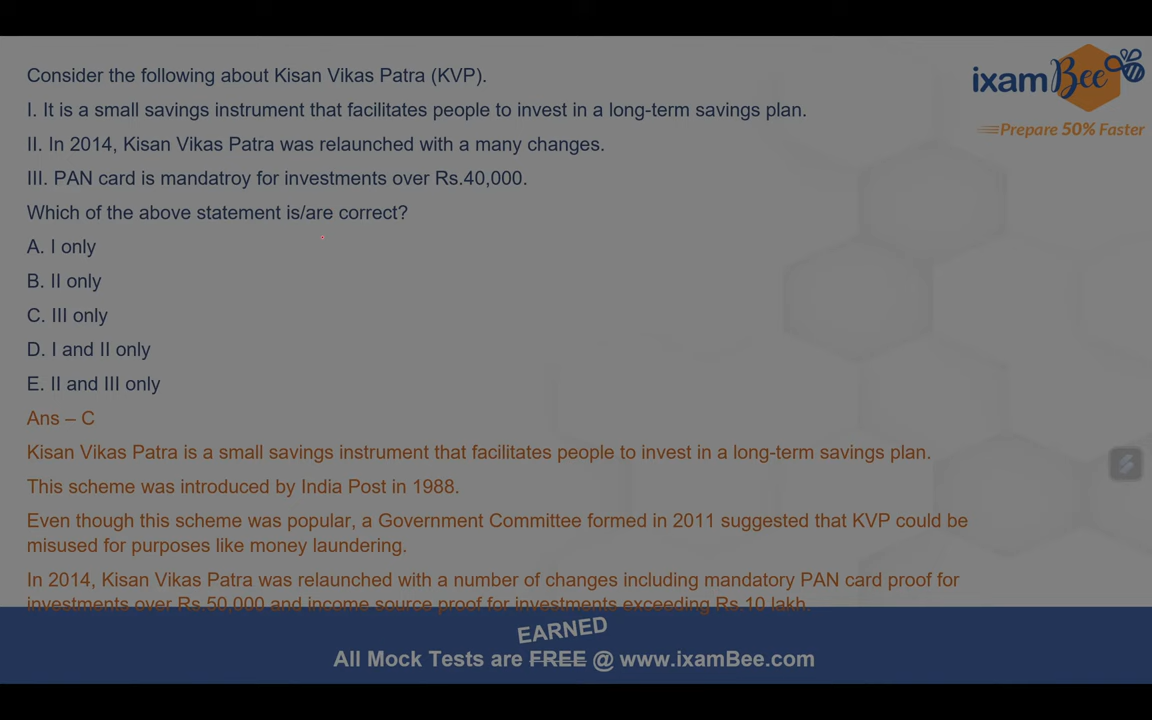 Consider the following about Kisan Vikas Patra (KVP).
I. It is a small savings instrument that facilitates people to invest in a long-term savings plan.
II. In 2014, Kisan Vikas Patra was relaunched with a many changes.
III. PAN card is mandatroy for investments over Rs.40,000.
Which of the above statement is/are correct?
A. I only
B. II only
C. III only
D. I and II only
E. II and III only
Ans – C
Kisan Vikas Patra is a small savings instrument that facilitates people to invest in a long-term savings plan.
This scheme was introduced by India Post in 1988.
Even though this scheme was popular, a Government Committee formed in 2011 suggested that KVP could be
misused for purposes like money laundering.
In 2014, Kisan Vikas Patra was relaunched with a number of changes including mandatory PAN card proof for
investments over Rs.50,000 and income source proof for investments exceeding Rs.10 lakh.
ixamBee
Prepare 50% Faster
EARNED
All Mock Tests are FREE @ www.ixamBee.com